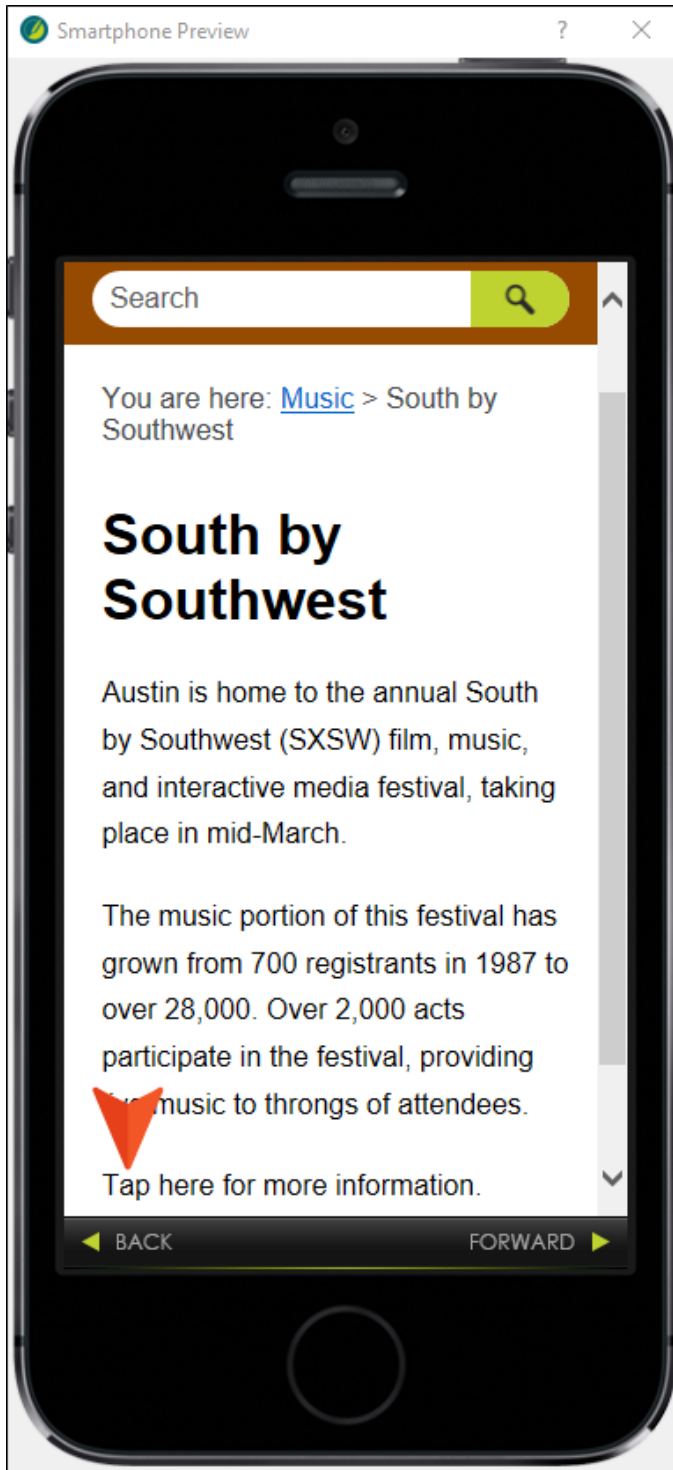 Smartphone Preview
?
Search
You are here: Music > South by
Southwest
South by
Southwest
Austin is home to the annual South
by Southwest (SXSW) film, music,
and interactive media festival, taking
place in mid-March.
The music portion of this festival has
grown from 700 registrants in 1987 to
over 28,000. Over 2,000 acts
participate in the festival, providing
music to throngs of attendees.
Tap here for more information.
BACK
FORWARD